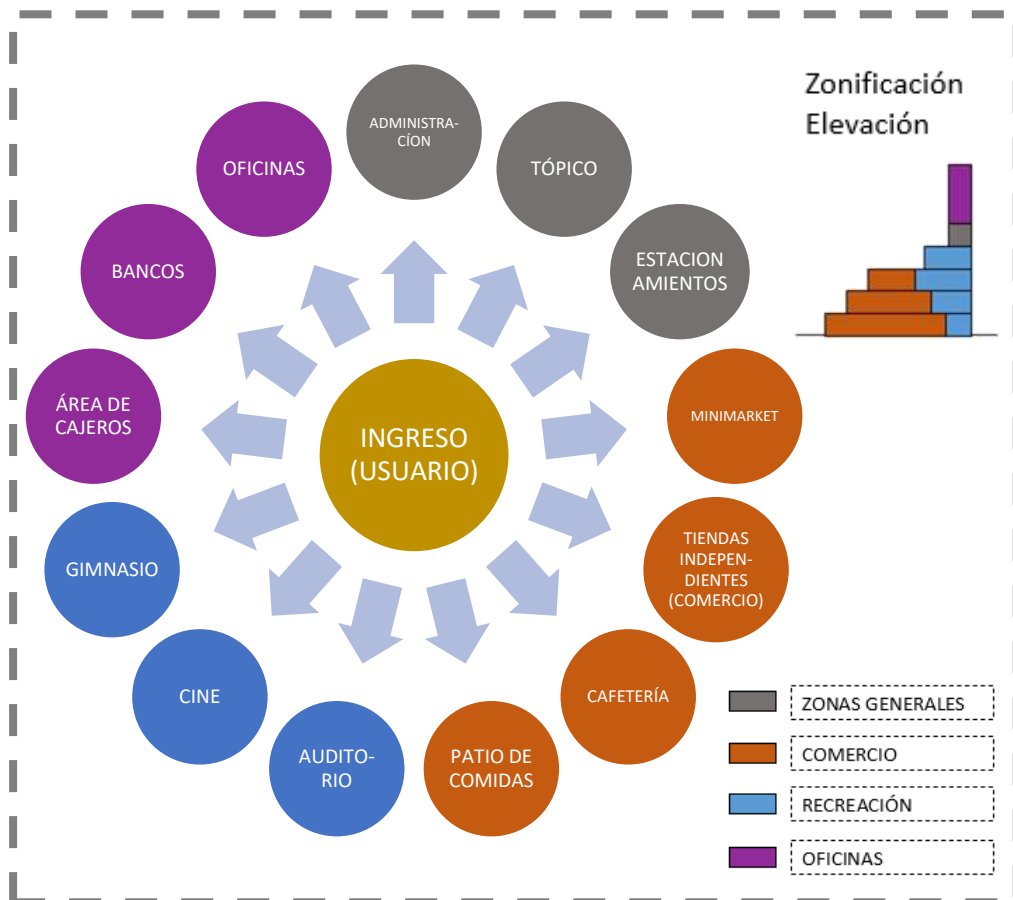 Zonificación
Elevación
ADMINISTRA-
CÍON
TÓPICO
ESTACION
AMIENTOS
MINIMARKET
TIENDAS
INDEPEN-
DIENTES
(COMERCIO)
CAFETERÍA
PATIO DE
COMIDAS
AUDITO-
RIO
CINE
GIMNASIO
ÁREA DE
CAJEROS
BANCOS
OFICINAS
INGRESO
(USUARIO)
ZONAS GENERALES
COMERCIO
RECREACIÓN
OFICINAS